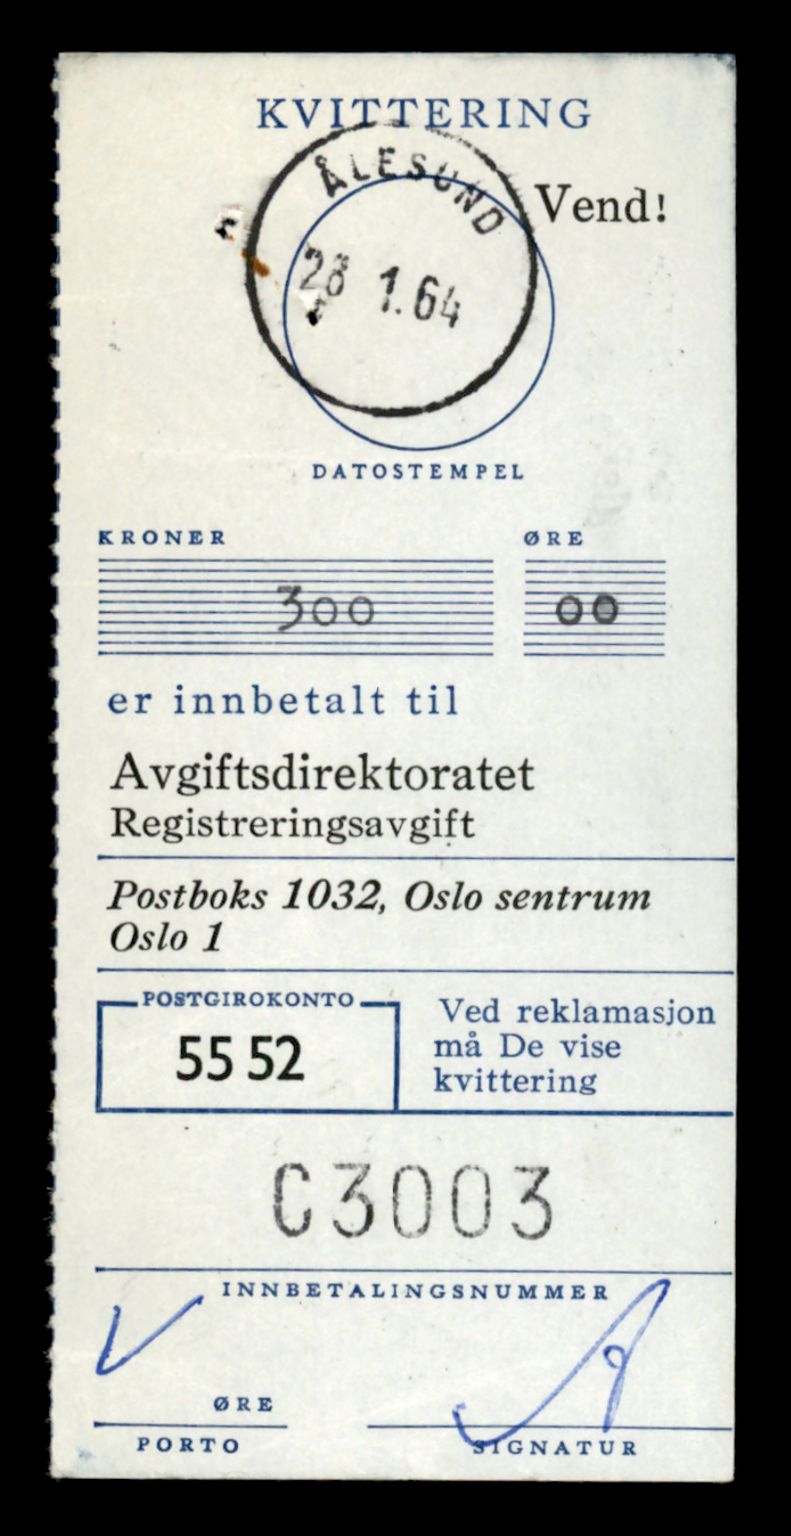 KVITTERING
ÅLESUND
Vend!
28 1.64
DATOSTEMPEL
KRONER ØRE
300 00
er innbetalt til
Avgiftsdirektoratet
Registreringsavgift
Postboks 1032, Oslo sentrum
Oslo 1
POSTGIROKONTO
55 52
Ved reklamasjon
må De vise
kvittering
C3003
INNBETALINGSNUMMER
ØRE
PORTO
SIGNATUR